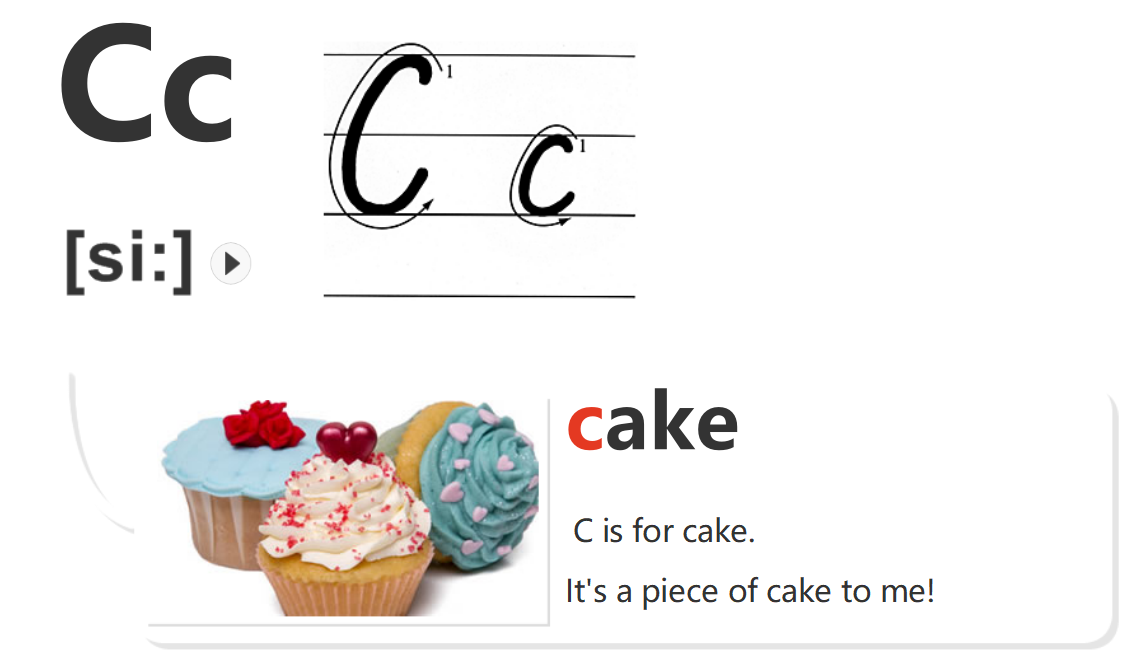 Cc
C 1 c 1
[si:]
cake
C is for cake.
It's a piece of cake to me!